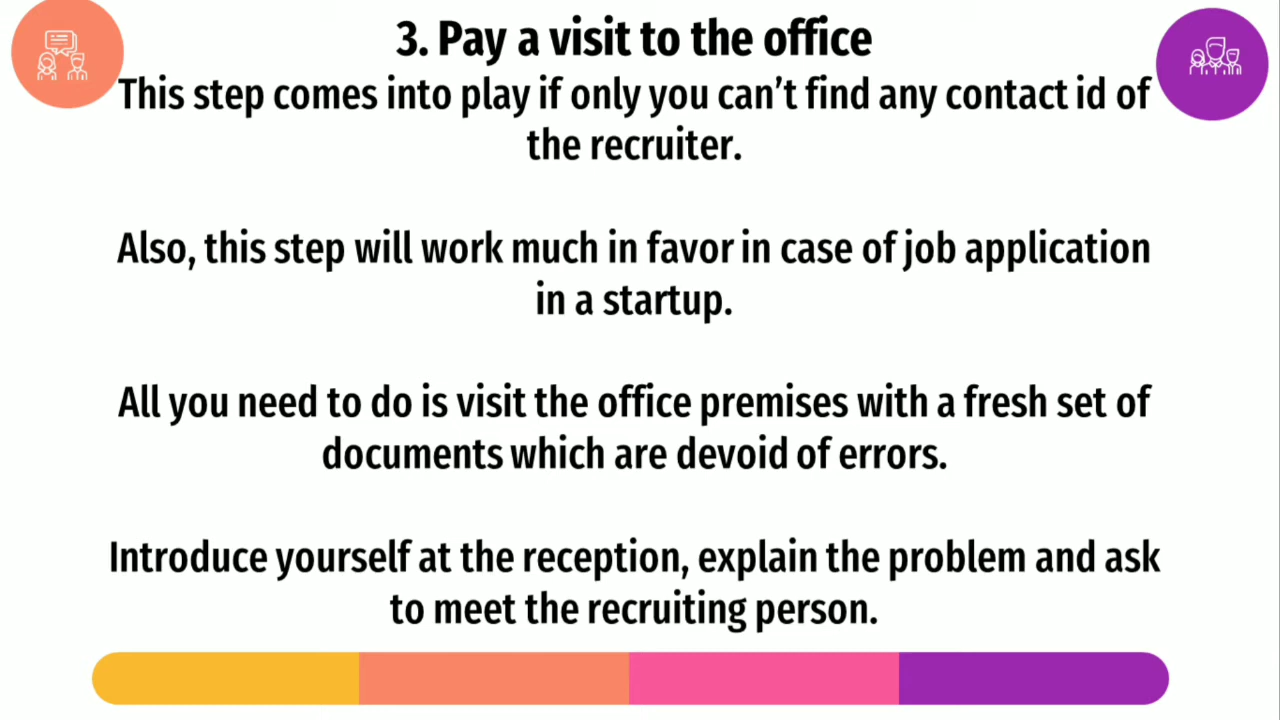 3. Pay a visit to the office
This step comes into play if only you can’t find any contact id of
the recruiter.
Also, this step will work much in favor in case of job application
in a startup.
All you need to do is visit the office premises with a fresh set of
documents which are devoid of errors.
Introduce yourself at the reception, explain the problem and ask
to meet the recruiting person.